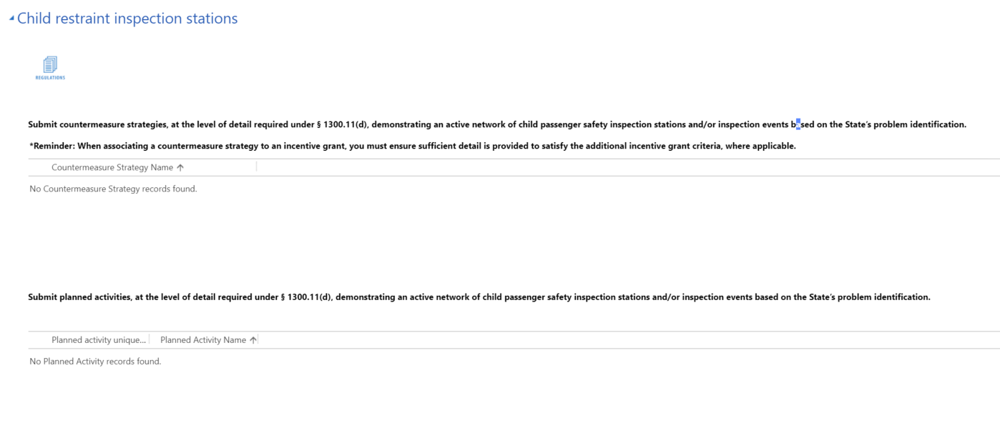 Child restraint inspection stations
REGULATIONS
Submit countermeasure strategies, at the level of detail required under § 1300.11(d), demonstrating an active network of child passenger safety inspection stations and/or inspection events based on the State's problem identification.
*Reminder: When associating a countermeasure strategy to an incentive grant, you must ensure sufficient detail is provided to satisfy the additional incentive grant criteria, where applicable.
Countermeasure Strategy Name ↑
No Countermeasure Strategy records found.
Submit planned activities, at the level of detail required under § 1300.11(d), demonstrating an active network of child passenger safety inspection stations and/or inspection events based on the State's problem identification.
Planned activity unique... Planned Activity Name ↑
No Planned Activity records found.